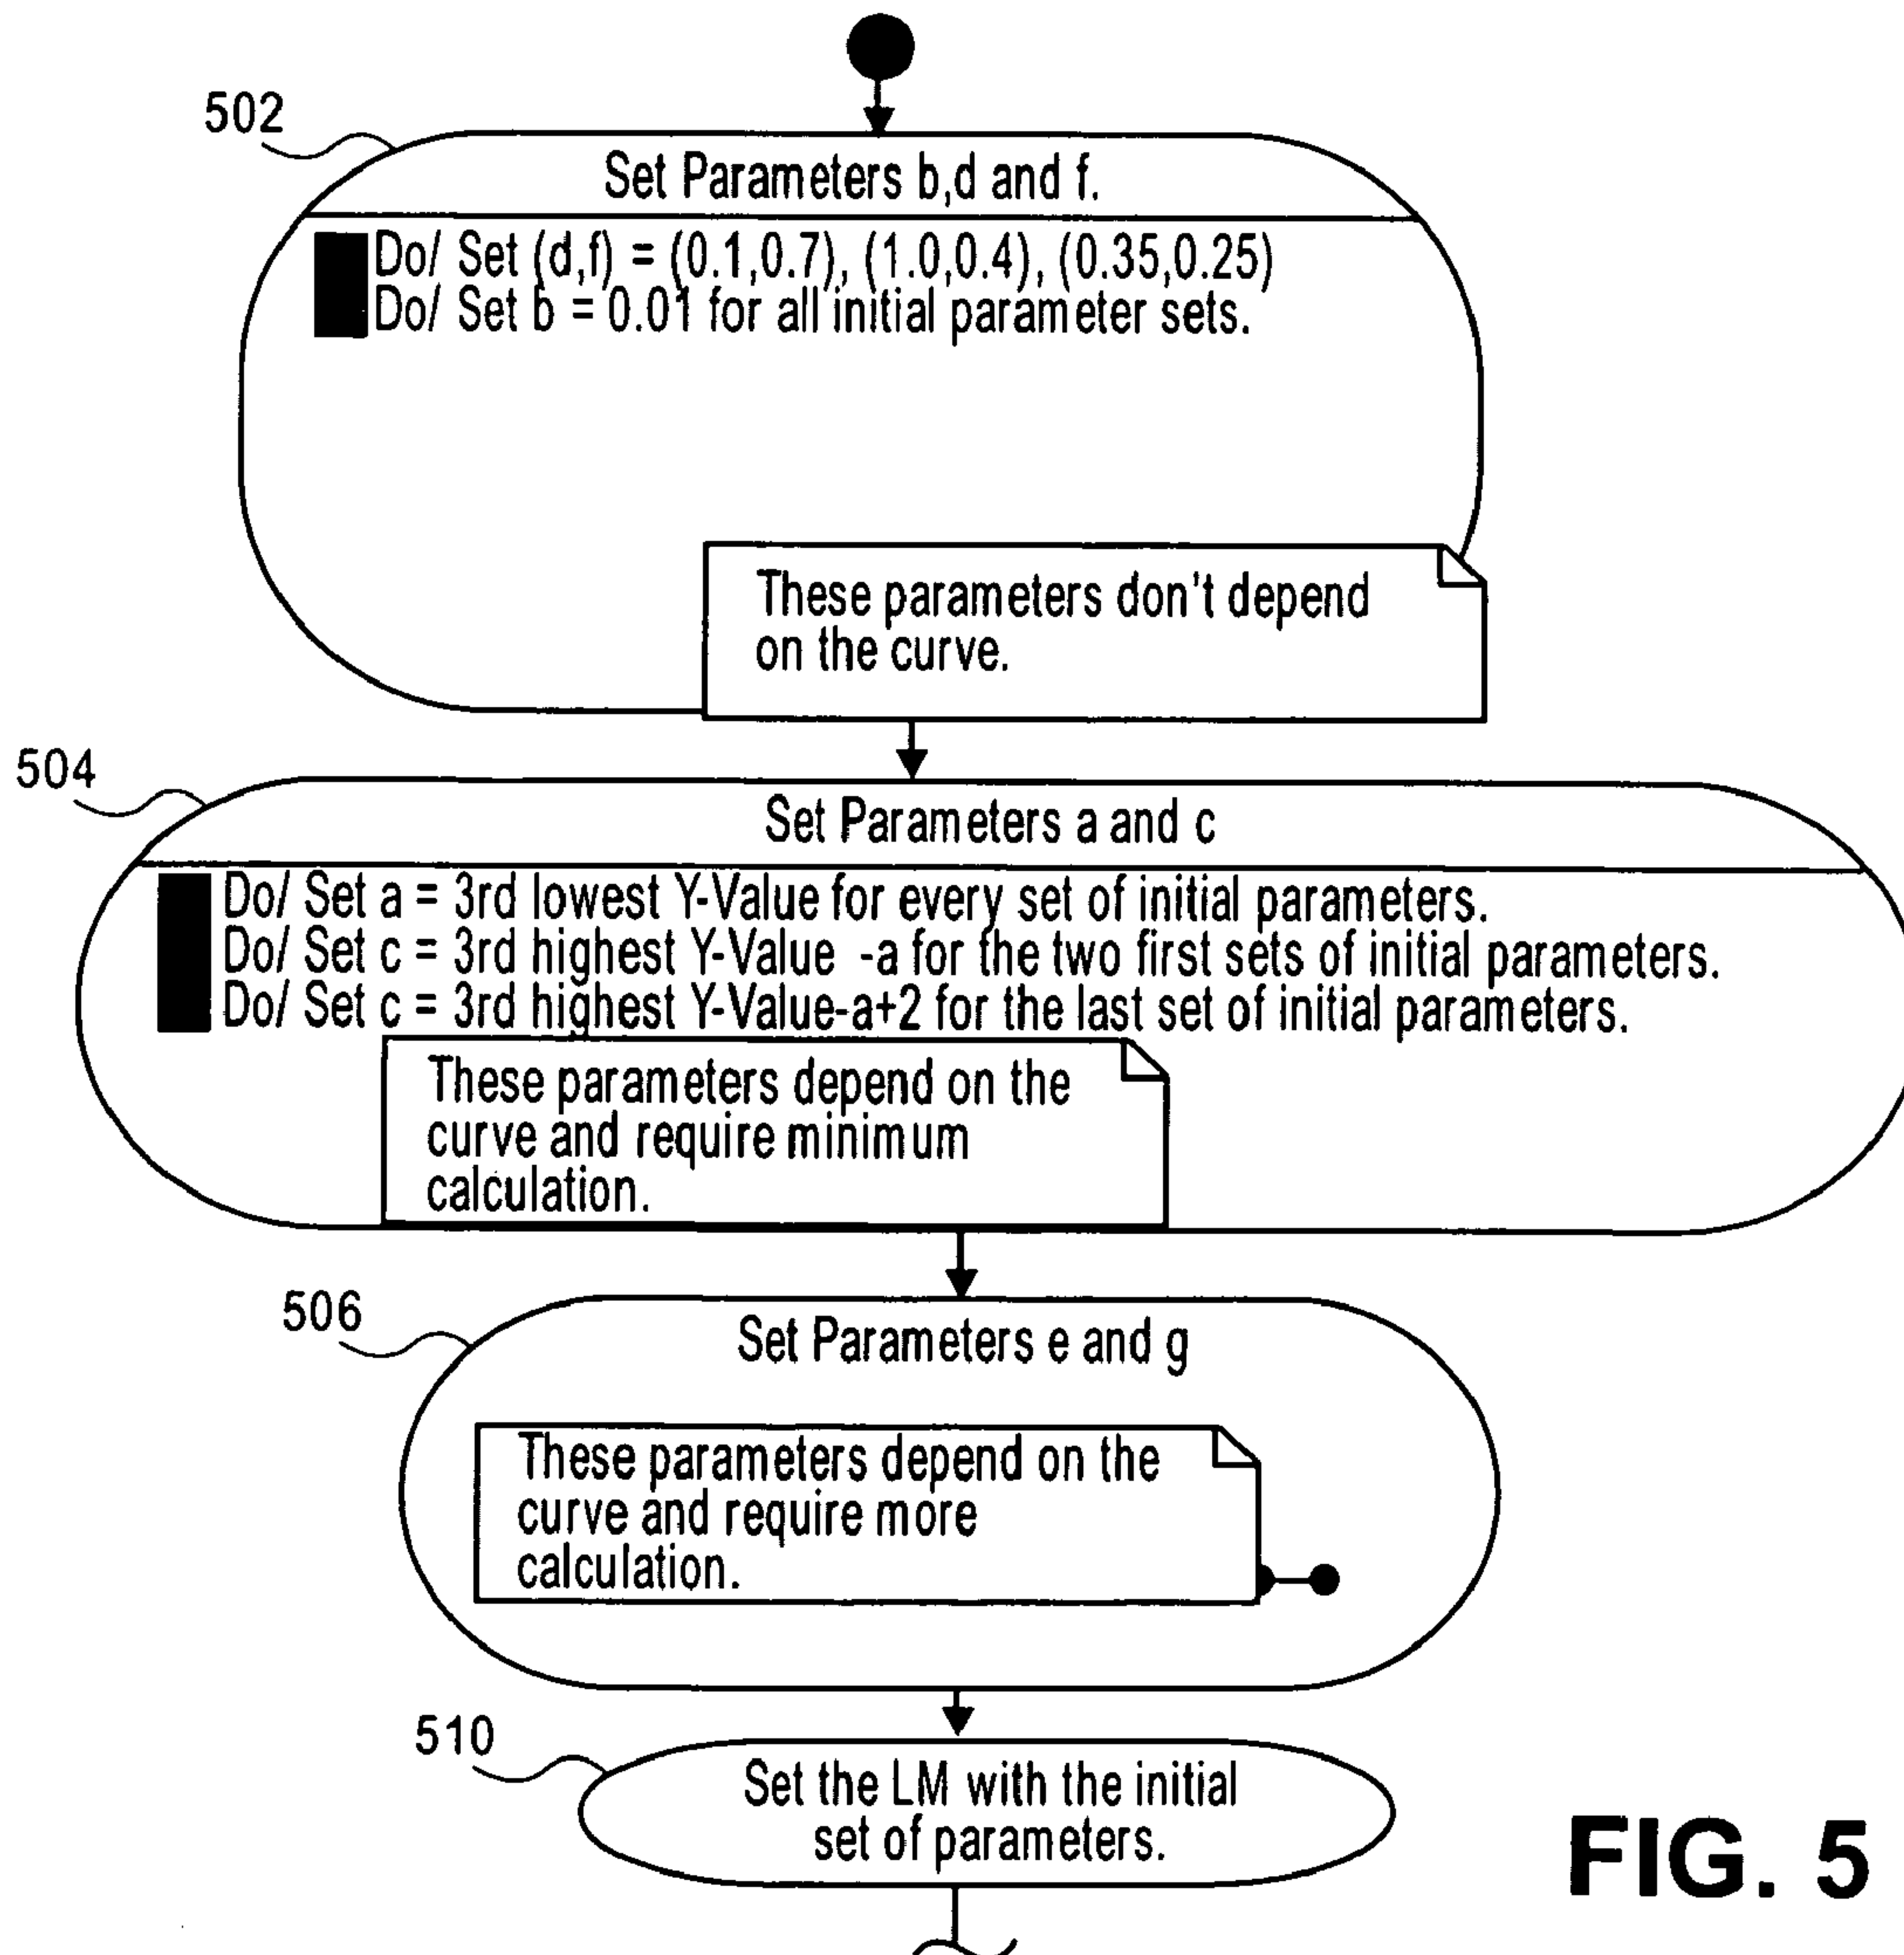 502
Set Parameters b,d and f.
Do/ Set (d,f) = (0.1,0.7), (1.0,0.4), (0.35,0.25)
Do/ Set b = 0.01 for all initial parameter sets.
These parameters don't depend
on the curve.
504
Set Parameters a and c
Do/ Set a = 3rd lowest Y-Value for every set of initial parameters.
Do/ Set c = 3rd highest Y-Value -a for the two first sets of initial parameters.
Do/ Set c = 3rd highest Y-Value-a+2 for the last set of initial parameters.
These parameters depend on the
curve and require minimum
calculation.
506
Set Parameters e and g
These parameters depend on the
curve and require more
calculation.
510
Set the LM with the initial
set of parameters.
FIG. 5